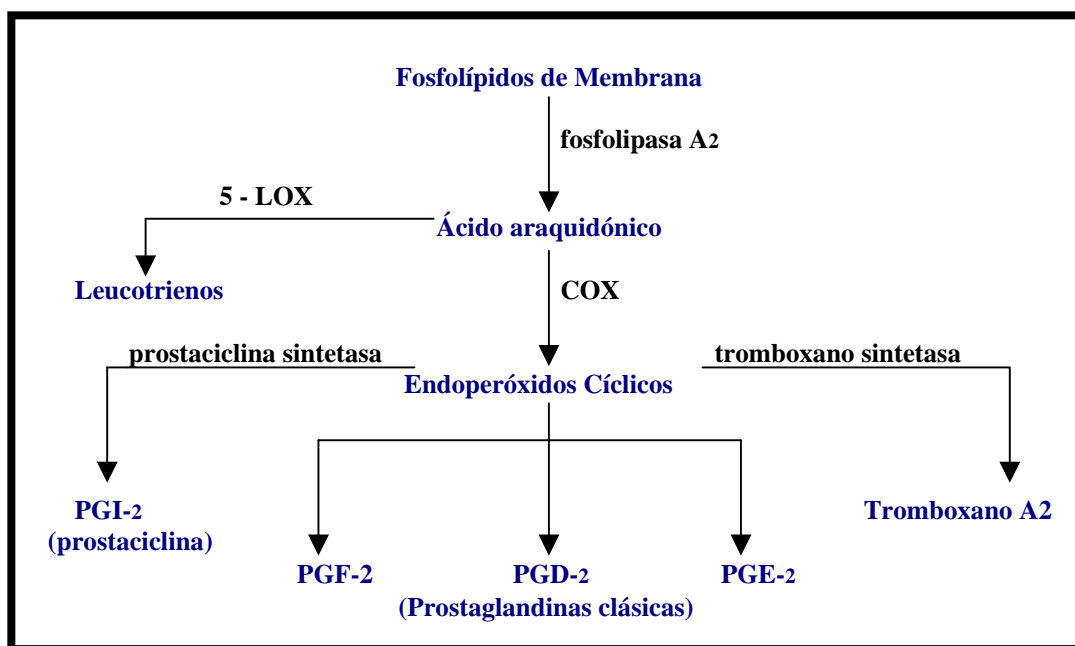 Fosfolípidos de Membrana
fosfolipasa A2
5 - LOX
Ácido araquidónico
Leucotrienos
COX
prostaciclina sintetasa
tromboxano sintetasa
Endoperóxidos Cíclicos
PGI-2
(prostaciclina)
Tromboxano A2
PGF-2
PGD-2
PGE-2
(Prostaglandinas clásicas)